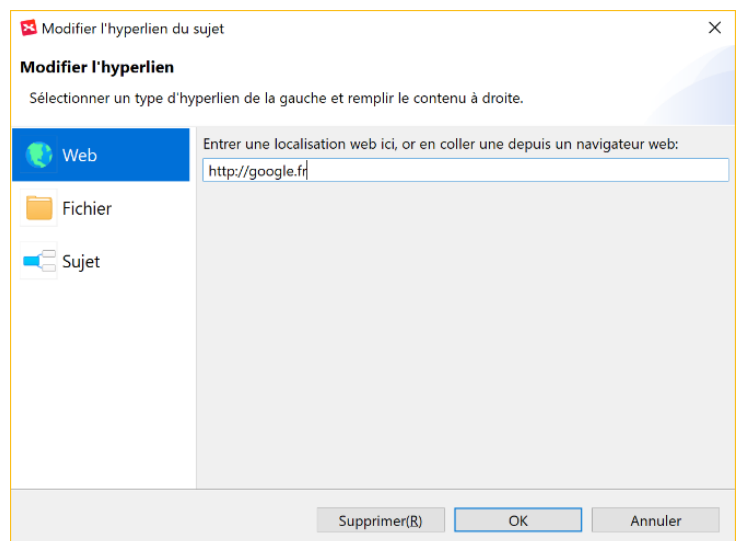 Modifier l'hyperlien du sujet
Modifier l'hyperlien
Sélectionner un type d'hyperlien de la gauche et remplir le contenu à droite.
Web
Entrer une localisation web ici, or en coller une depuis un navigateur web:
http://google.fr
Fichier
Sujet
Supprimer(R)
OK
Annuler